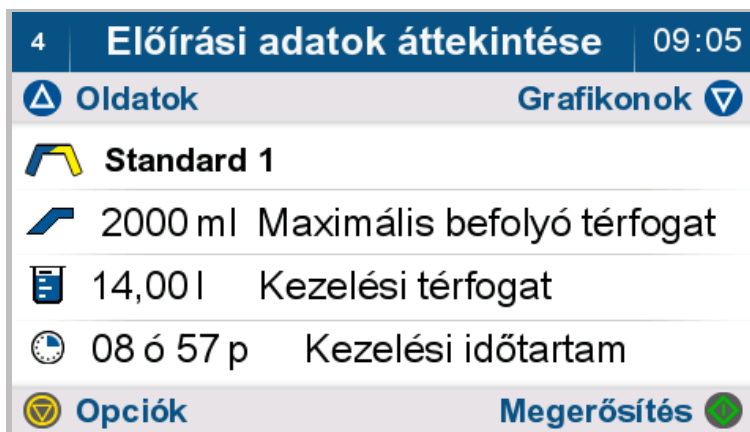 4 Előírási adatok áttekintése 09:05
Oldatok Grafikonok
Standard 1
2000 ml Maximális befolyó térfogat
14,00 l Kezelési térfogat
08 ó 57 p Kezelési időtartam
Opciók Megerősítés